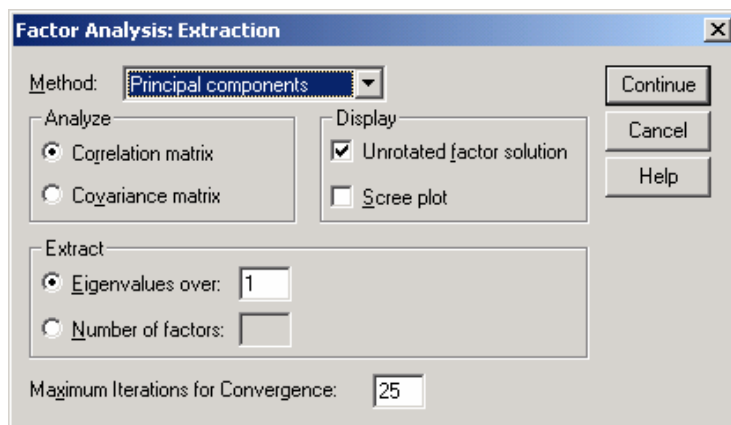 Factor Analysis: Extraction
Method: Principal components
Continue
Analyze
Display
Correlation matrix
Unrotated factor solution
Cancel
Covariance matrix
Scree plot
Help
Extract
Eigenvalues over: 1
Number of factors:
Maximum Iterations for Convergence: 25